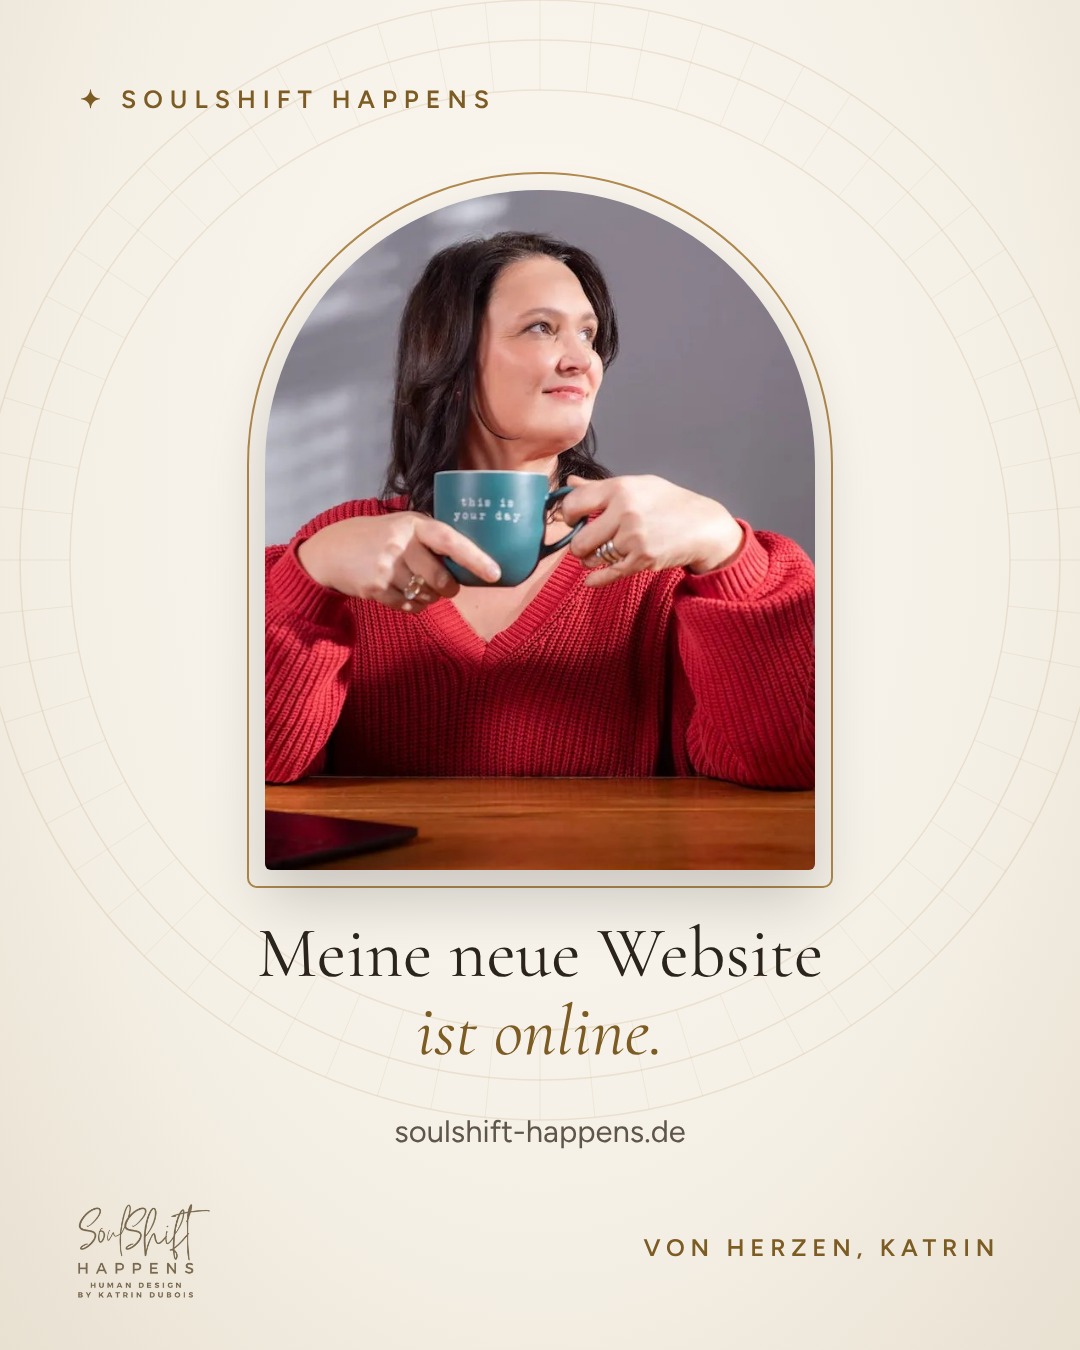 ✦ SOULSHIFT HAPPENS
this is
your day
Meine neue Website
ist online.
soulshift-happens.de
SoulShift
HAPPENS
HUMAN DESIGN
BY KATRIN DUBOIS
VON HERZEN, KATRIN